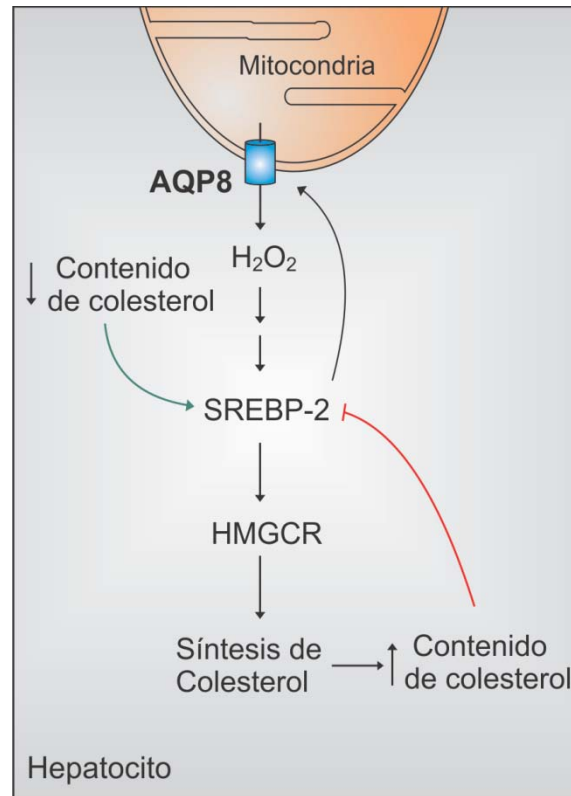 Mitocondria
AQP8
H₂O₂
Contenido
de colesterol
SREBP-2
HMGCR
Síntesis de
Colesterol
Contenido
de colesterol
Hepatocito